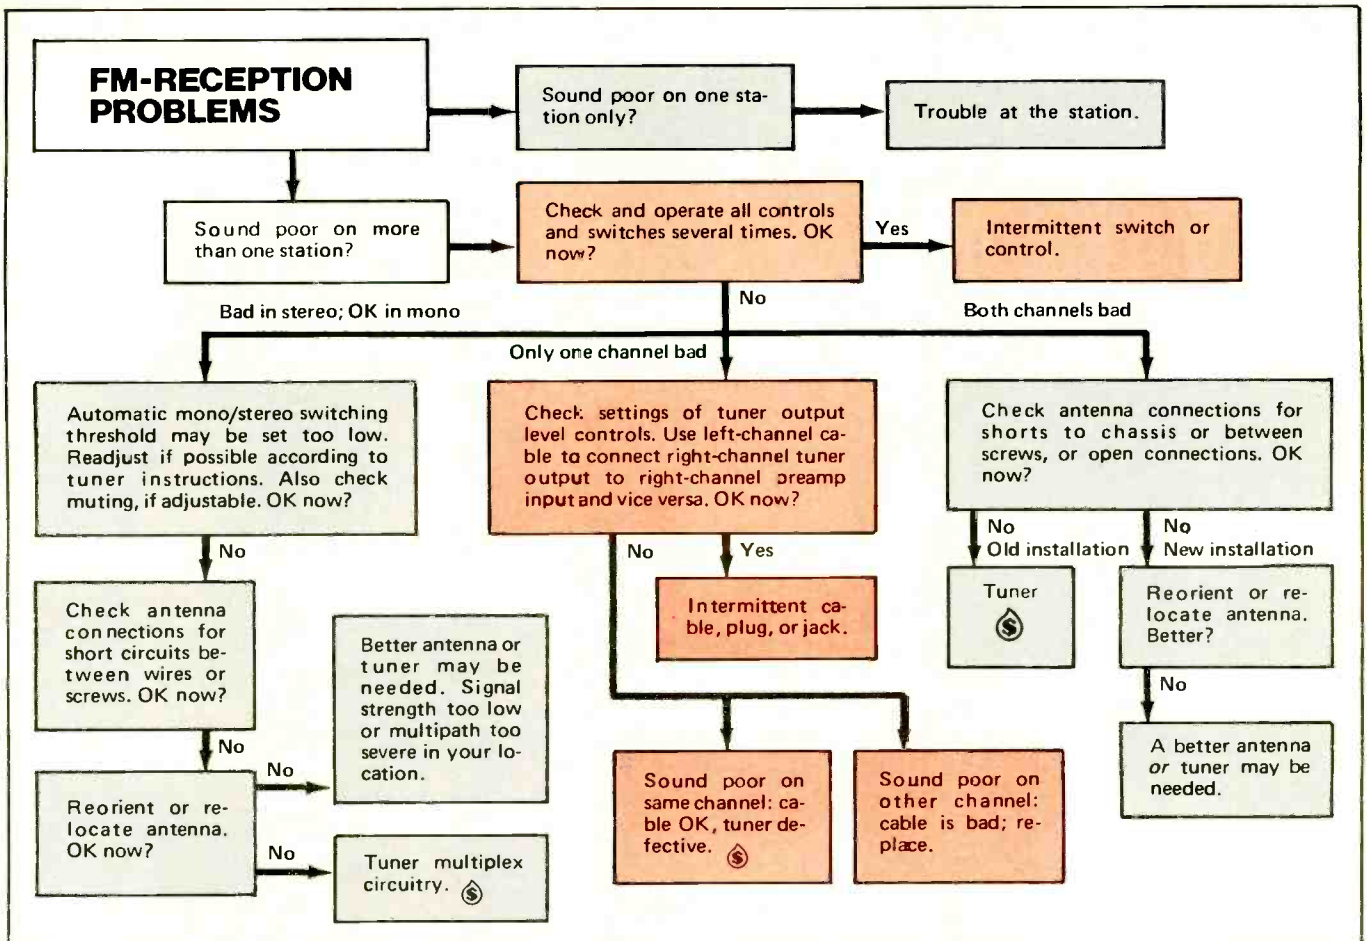 FM-RECEPTION
PROBLEMS
Sound poor on one sta-
tion only?
Trouble at the station.
Sound poor on more
than one station?
Check and operate all controls
and switches several times. OK
now?
Yes
Intermittent switch or
control.
No
Bad in stereo; OK in mono
Only one channel bad
Both channels bad
Automatic mono/stereo switching
threshold may be set too low.
Readjust if possible according to
tuner instructions. Also check
muting, if adjustable. OK now?
Check settings of tuner output
level controls. Use left-channel ca-
ble to connect right-channel tuner
output to right-channel preamp
input and vice versa. OK now?
Check antenna connections for
shorts to chassis or between
screws, or open connections. OK
now?
No
No
Yes
No
Old installation
No
New installation
Check antenna
connections for
short circuits be-
tween wires or
screws. OK now?
Better antenna or
tuner may be
needed. Signal
strength too low
or multipath too
severe in your lo-
cation.
Intermittent ca-
ble, plug, or jack.
Tuner
$
Reorient or re-
locate antenna.
Better?
No
No
No
Reorient or re-
locate antenna.
OK now?
No
Tuner multiplex
circuitry. $
Sound poor on
same channel: ca-
ble OK, tuner de-
fective. $
Sound poor on
other channel:
cable is bad; re-
place.
A better antenna
or tuner may be
needed.